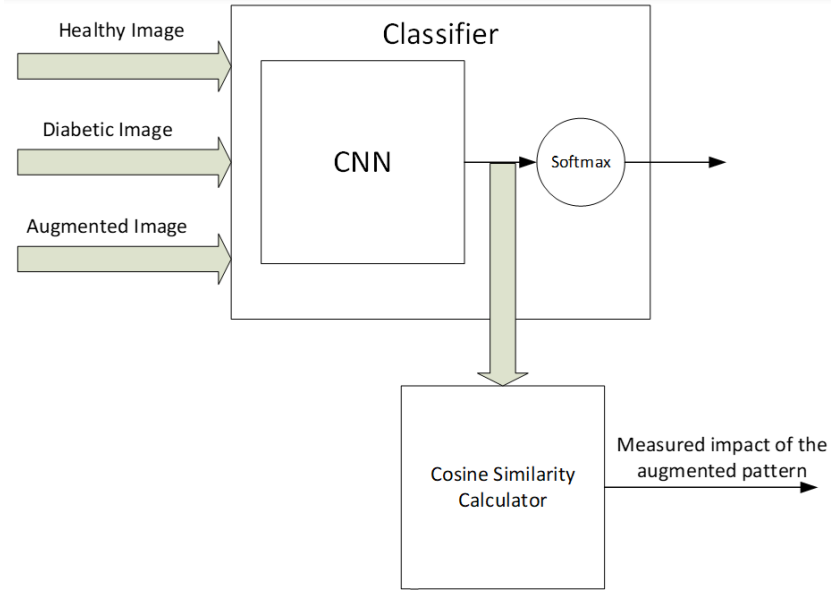 Healthy Image
Classifier
Diabetic Image
CNN
Softmax
Augmented Image
Measured impact of the
augmented pattern
Cosine Similarity
Calculator